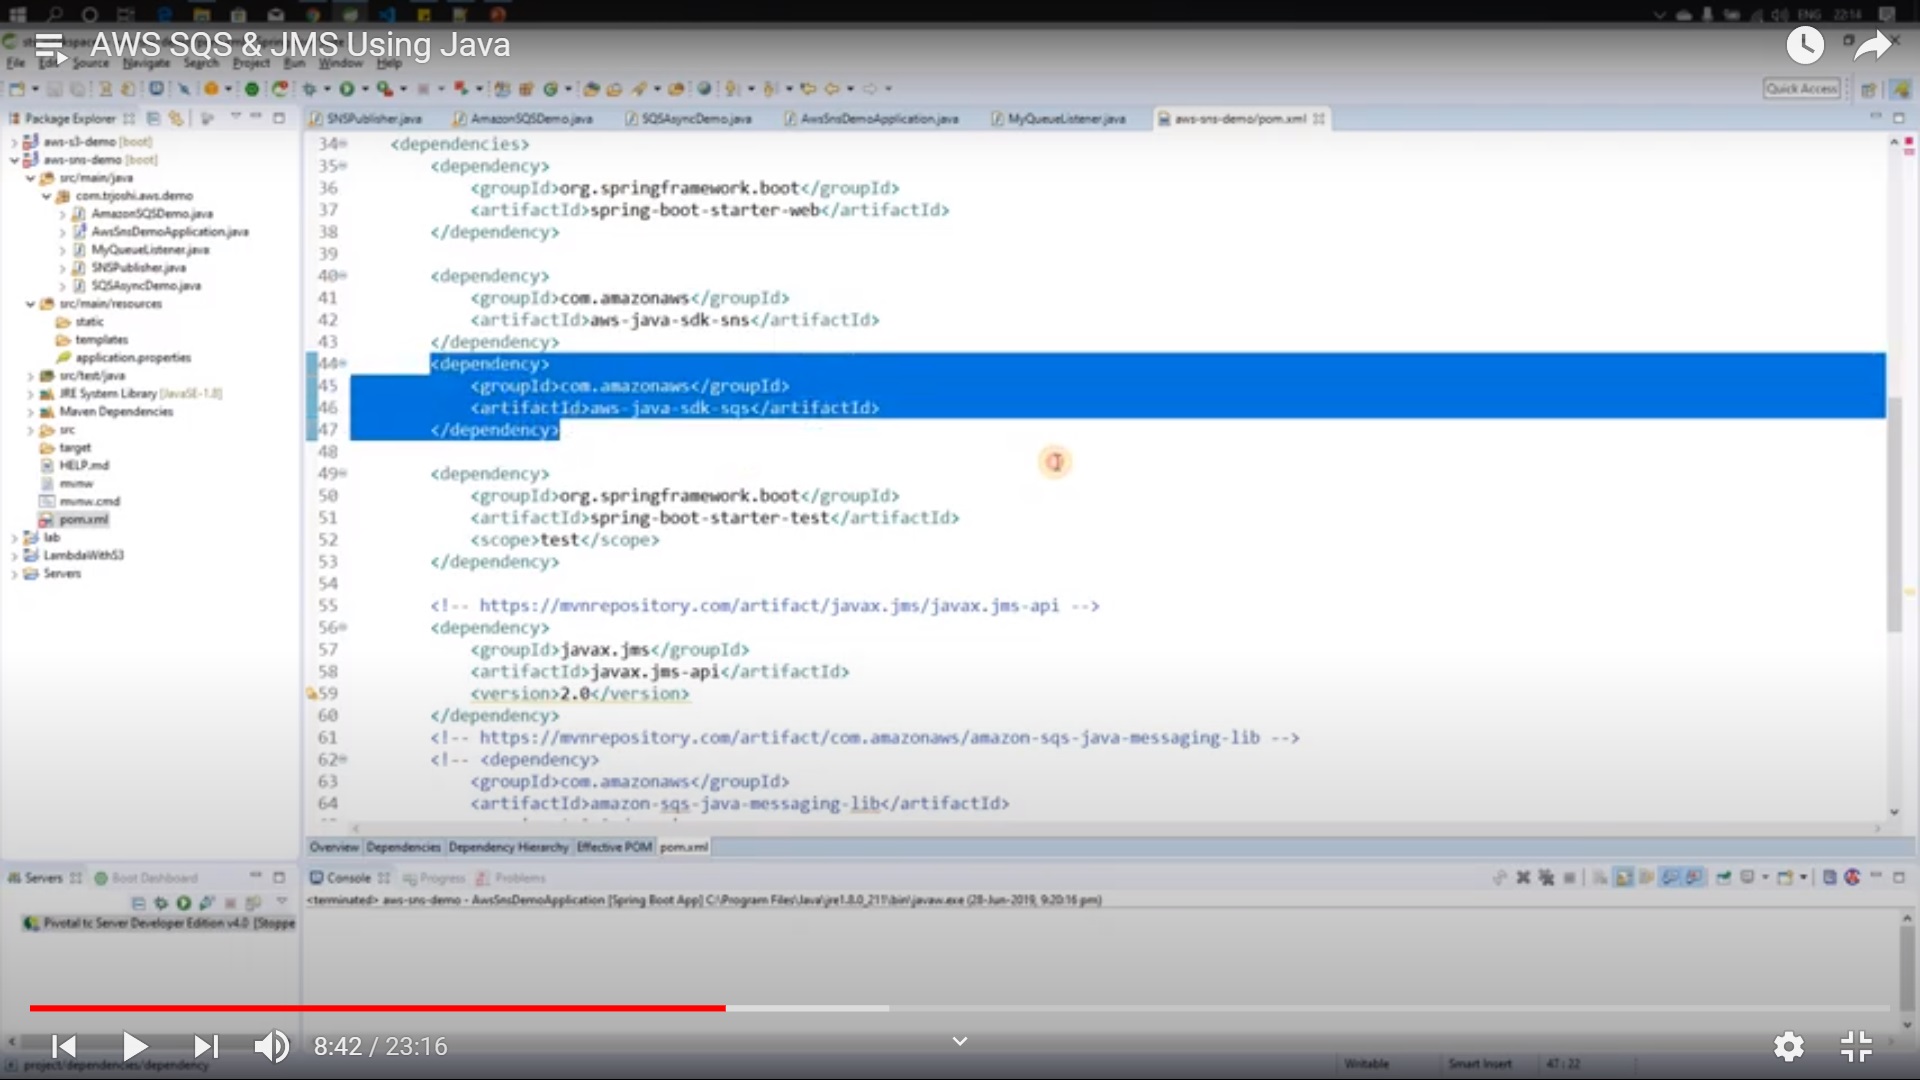 ENG 22:14
AWS SQS & JMS Using Java
File Edit Source Navigate Search Project Run Window Help
Quick Access
Package Explorer
SNSPublisher.java AmazonSQSDemo.java SQSAsyncDemo.java AwsSnsDemoApplication.java MyQueueListener.java aws-sns-demo/pom.xml
aws-s3-demo [boot]
aws-sns-demo [boot]
src/main/java
com.trjoshi.aws.demo
AmazonSQSDemo.java
AwsSnsDemoApplication.java
MyQueueListener.java
SNSPublisher.java
SQSAsyncDemo.java
src/main/resources
static
templates
application.properties
src/test/java
JRE System Library [JavaSE-1.8]
Maven Dependencies
src
target
HELP.md
mvnw
mvnw.cmd
pom.xml
lab
LambdaWithS3
Servers
34 <dependencies>
35 <dependency>
36 <groupId>org.springframework.boot</groupId>
37 <artifactId>spring-boot-starter-web</artifactId>
38 </dependency>
39
40 <dependency>
41 <groupId>com.amazonaws</groupId>
42 <artifactId>aws-java-sdk-sns</artifactId>
43 </dependency>
44 <dependency>
45 <groupId>com.amazonaws</groupId>
46 <artifactId>aws-java-sdk-sqs</artifactId>
47 </dependency>
48
49 <dependency>
50 <groupId>org.springframework.boot</groupId>
51 <artifactId>spring-boot-starter-test</artifactId>
52 <scope>test</scope>
53 </dependency>
54
55 <!-- https://mvnrepository.com/artifact/javax.jms/javax.jms-api -->
56 <dependency>
57 <groupId>javax.jms</groupId>
58 <artifactId>javax.jms-api</artifactId>
59 <version>2.0</version>
60 </dependency>
61 <!-- https://mvnrepository.com/artifact/com.amazonaws/amazon-sqs-java-messaging-lib -->
62 <!-- <dependency>
63 <groupId>com.amazonaws</groupId>
64 <artifactId>amazon-sqs-java-messaging-lib</artifactId>
Overview Dependencies Dependency Hierarchy Effective POM pom.xml
Servers Boot Dashboard
Console Progress Problems
<terminated> aws-sns-demo - AwsSnsDemoApplication [Spring Boot App] C:\Program Files\Java\jre1.8.0_211\bin\javaw.exe (28-Jun-2019, 9:20:16 pm)
Pivotal tc Server Developer Edition v4.0 [Stoppe
8:42 / 23:16
project/dependencies/dependency
Writable Smart Insert 47:22